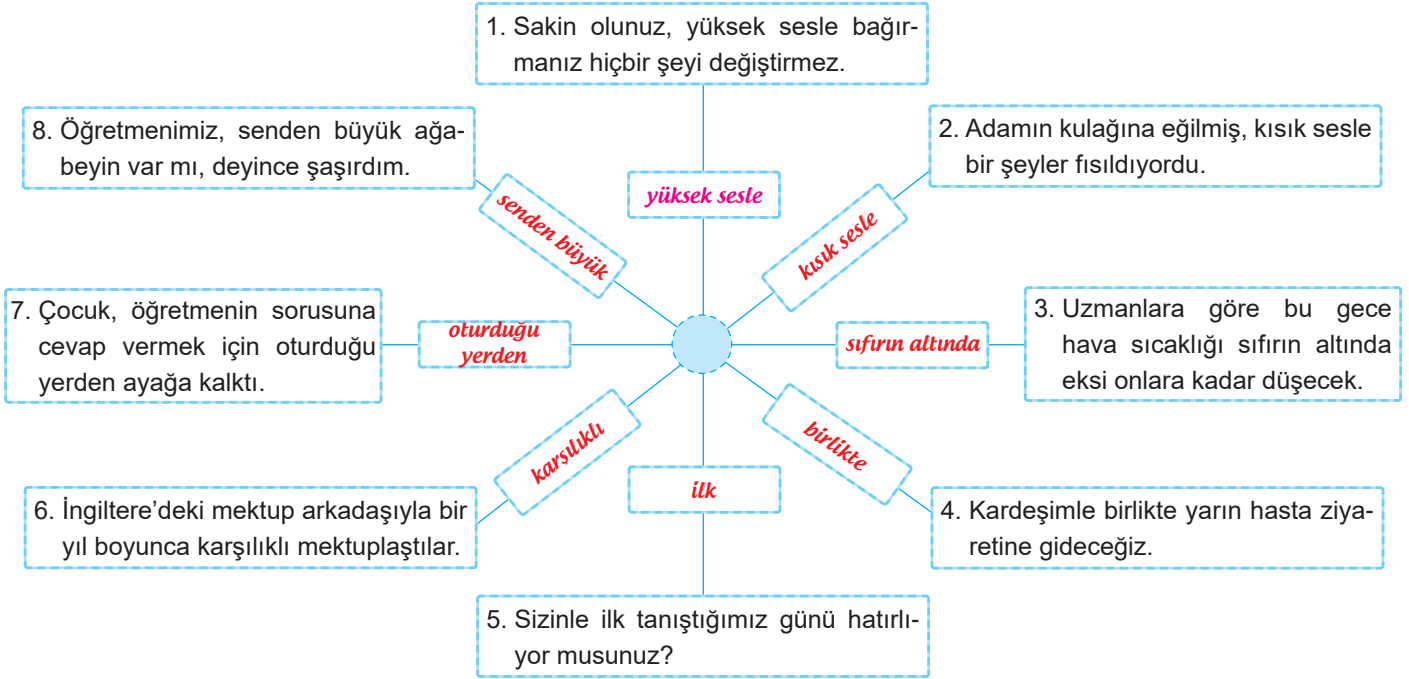 1. Sakin olunuz, yüksek sesle bağır-
manız hiçbir şeyi değiştirmez.
yüksek sesle
2. Adamın kulağına eğilmiş, kısık sesle
bir şeyler fısıldıyordu.
kısık sesle
3. Uzmanlara göre bu gece
hava sıcaklığı sıfırın altında
eksi onlara kadar düşecek.
sıfırın altında
4. Kardeşimle birlikte yarın hasta ziya-
retine gideceğiz.
birlikte
5. Sizinle ilk tanıştığımız günü hatırlı-
yor musunuz?
ilk
6. İngiltere’deki mektup arkadaşıyla bir
yıl boyunca karşılıklı mektuplaştılar.
karşılıklı
7. Çocuk, öğretmenin sorusuna
cevap vermek için oturduğu
yerden ayağa kalktı.
oturduğu
yerden
8. Öğretmenimiz, senden büyük ağa-
beyin var mı, deyince şaşırdım.
senden büyük